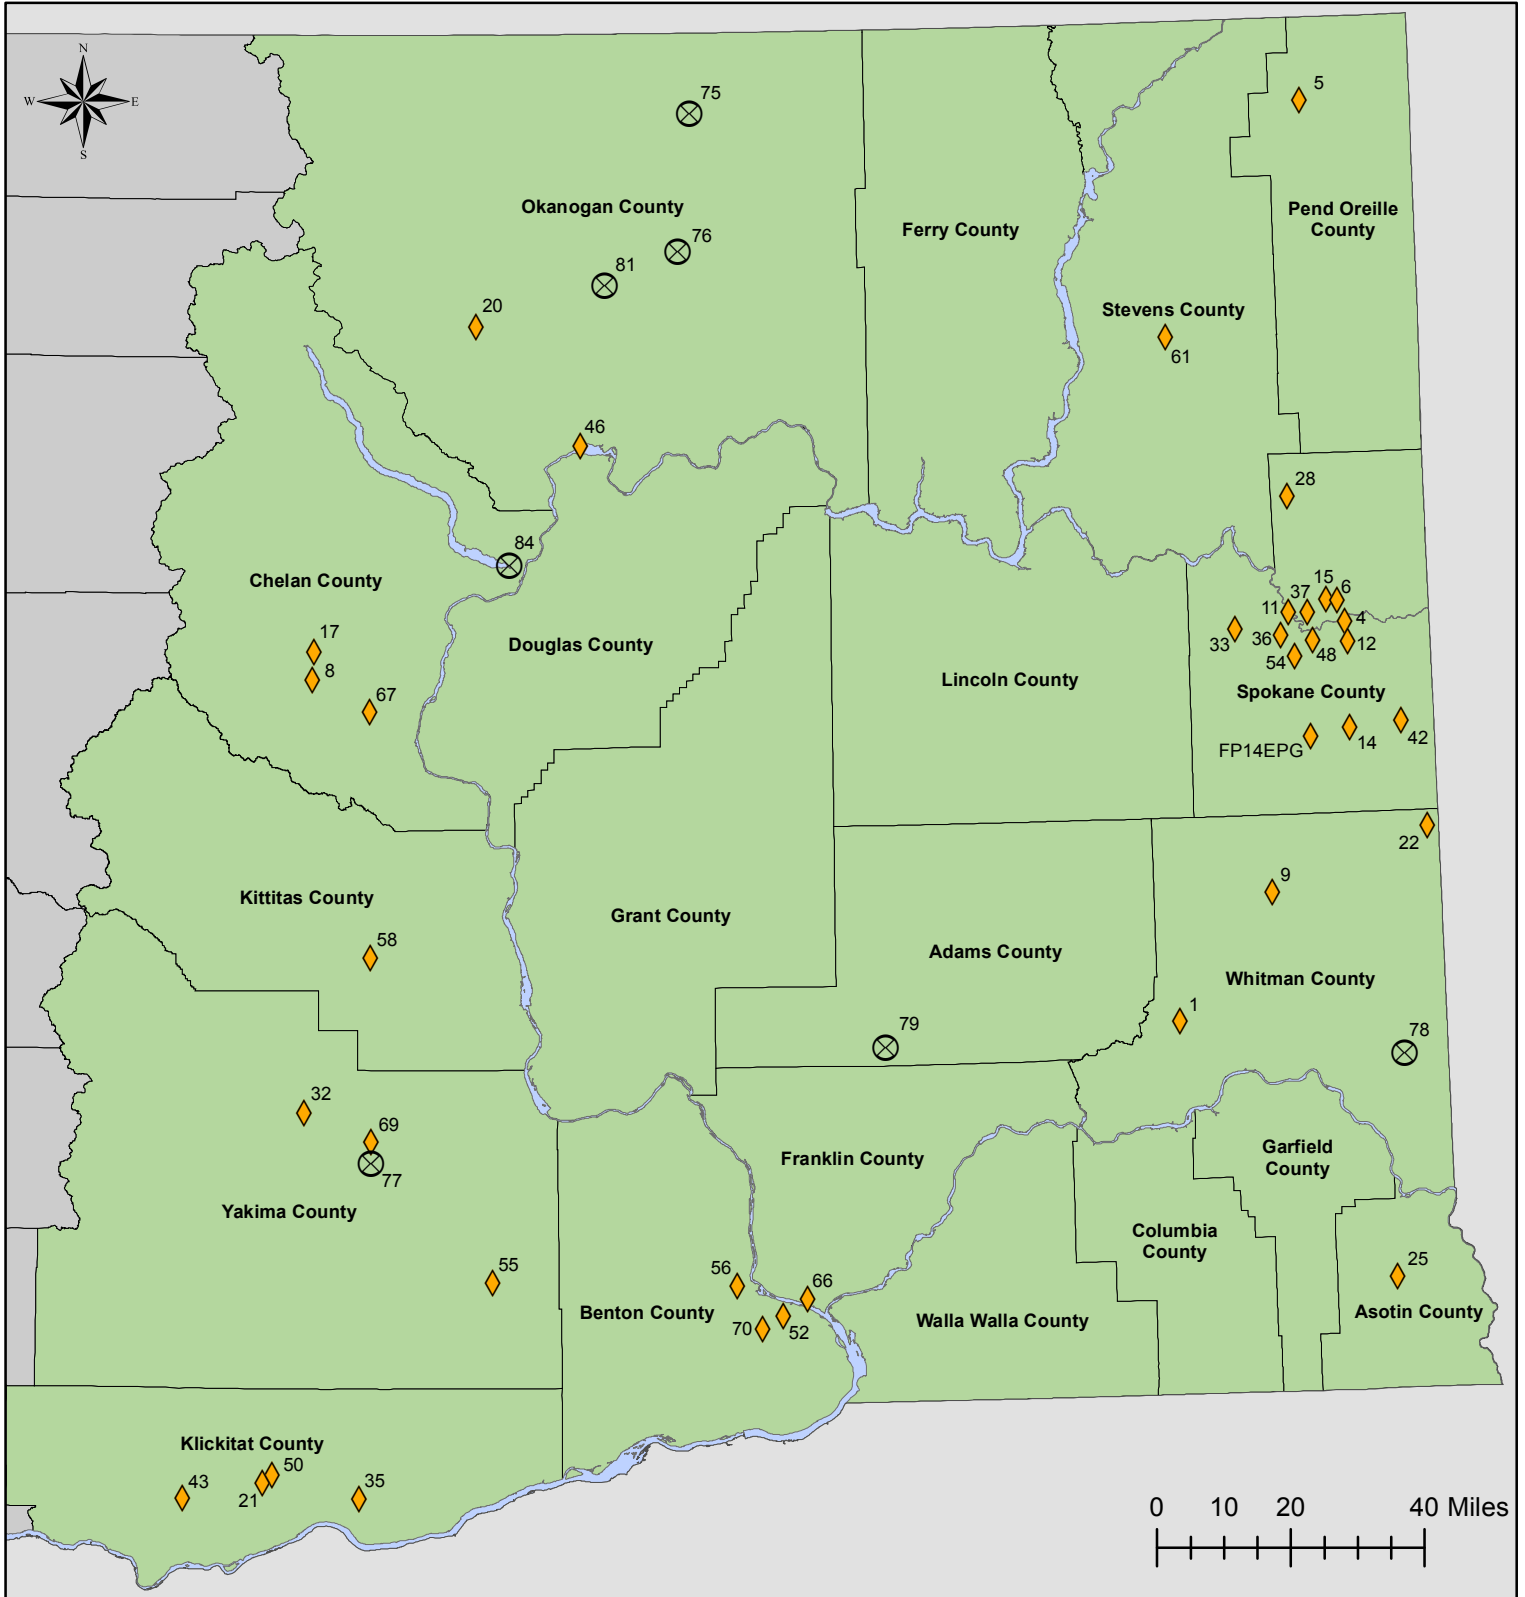 N
W
E
S
75
5
Okanogan County
Pend Oreille
County
Ferry County
76
81
20
Stevens County
61
46
28
84
Chelan County
15
6
37
11
4
17
Douglas County
33
36
12
48
8
54
Lincoln County
67
Spokane County
FP14EPG
14
42
22
9
Kittitas County
Grant County
58
Adams County
Whitman County
1
79
78
32
69
Garfield
County
Franklin County
77
Yakima County
Columbia
County
55
56
66
25
Benton County
70
52
Walla Walla County
Asotin County
Klickitat County
50
43
21
35
0
10
20
40 Miles